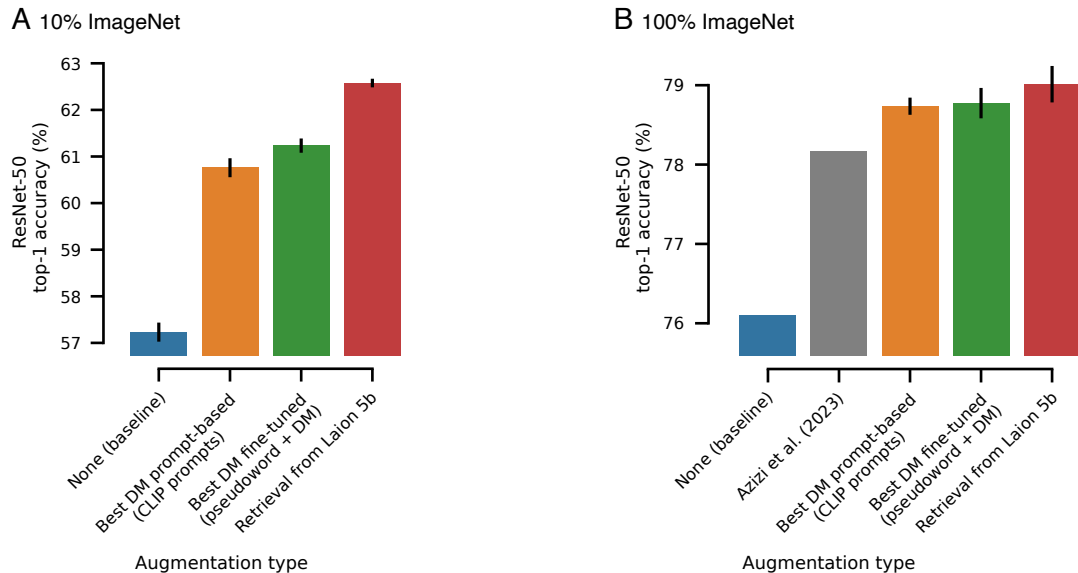 A 10% ImageNet
63
62
61
60
59
58
57
ResNet-50
top-1 accuracy (%)
None (baseline)
Best DM prompt-based
(CLIP prompts)
Best DM fine-tuned
(pseudoword + DM)
Retrieval from Laion 5b
Augmentation type
B 100% ImageNet
79
78
77
76
ResNet-50
top-1 accuracy (%)
None (baseline)
Azizi et al. (2023)
Best DM prompt-based
(CLIP prompts)
Best DM fine-tuned
(pseudoword + DM)
Retrieval from Laion 5b
Augmentation type